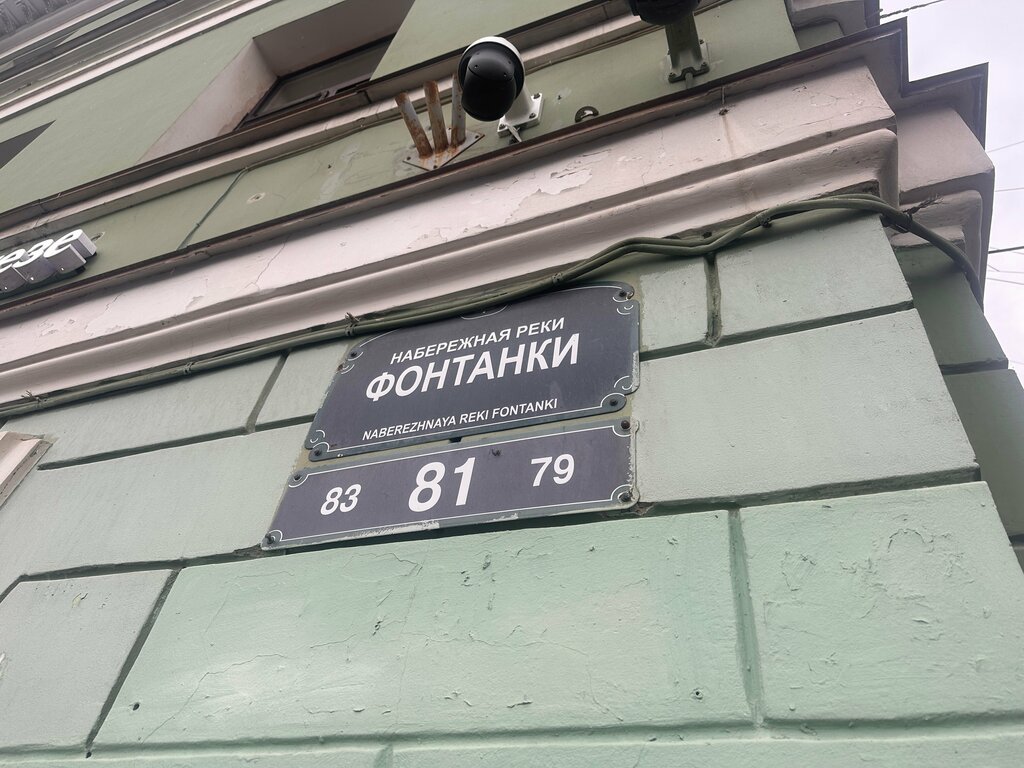 НАБЕРЕЖНАЯ РЕКИ
ФОНТАНКИ
NABEREZHNAYA REKI FONTANKI
83 81 79